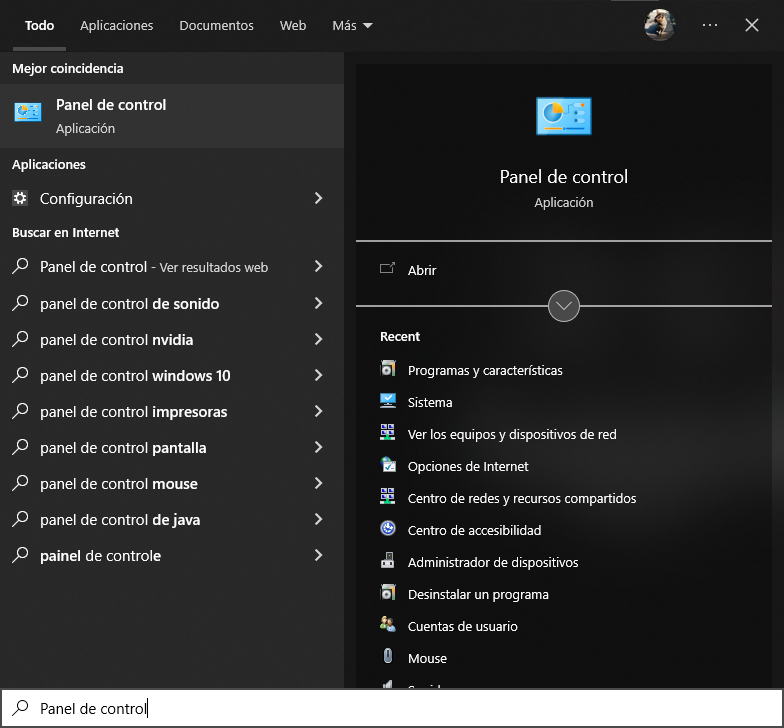 Todo Aplicaciones Documentos Web Más
Mejor coincidencia
Panel de control
Aplicación
Aplicaciones
Configuración
Buscar en Internet
Panel de control - Ver resultados web
panel de control de sonido
panel de control nvidia
panel de control windows 10
panel de control impresoras
panel de control pantalla
panel de control mouse
panel de control de java
painel de controle
Panel de control
Aplicación
Abrir
Recent
Programas y características
Sistema
Ver los equipos y dispositivos de red
Opciones de Internet
Centro de redes y recursos compartidos
Centro de accesibilidad
Administrador de dispositivos
Desinstalar un programa
Cuentas de usuario
Mouse
Panel de control